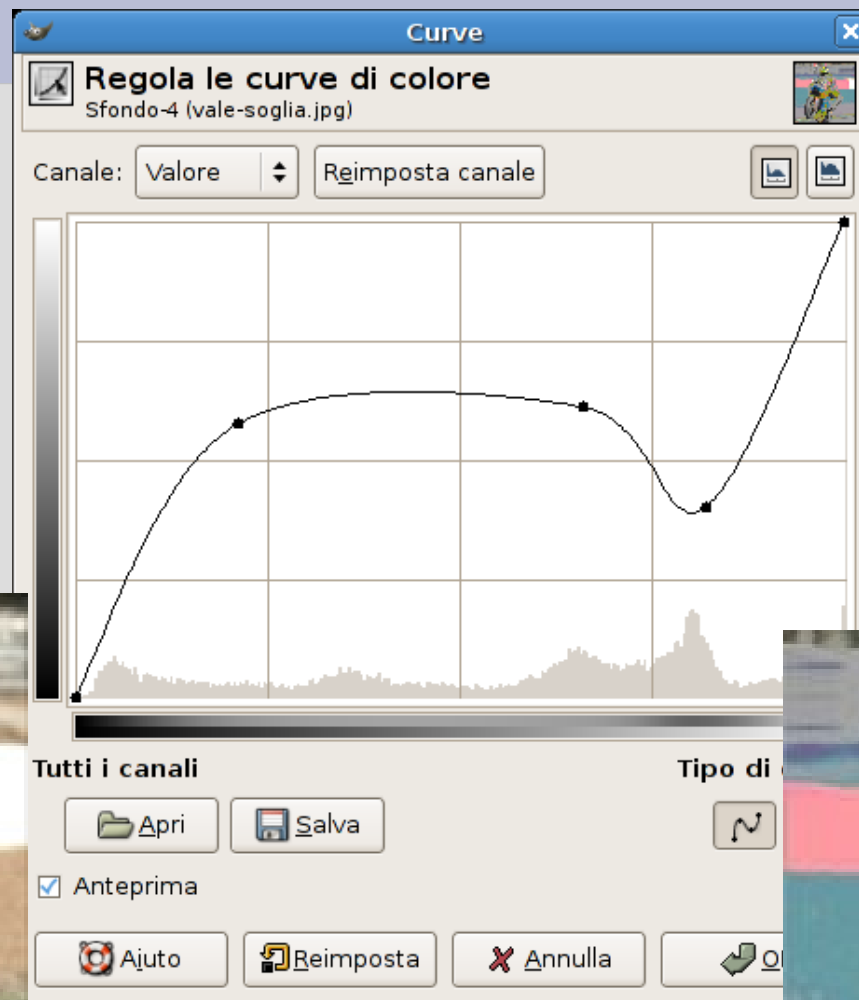 Curve
Regola le curve di colore
Sfondo-4 (vale-soglia.jpg)
Canale: Valore Reimposta canale
Tutti i canali Tipo di
Apri Salva
Anteprima
Aiuto Reimposta Annulla